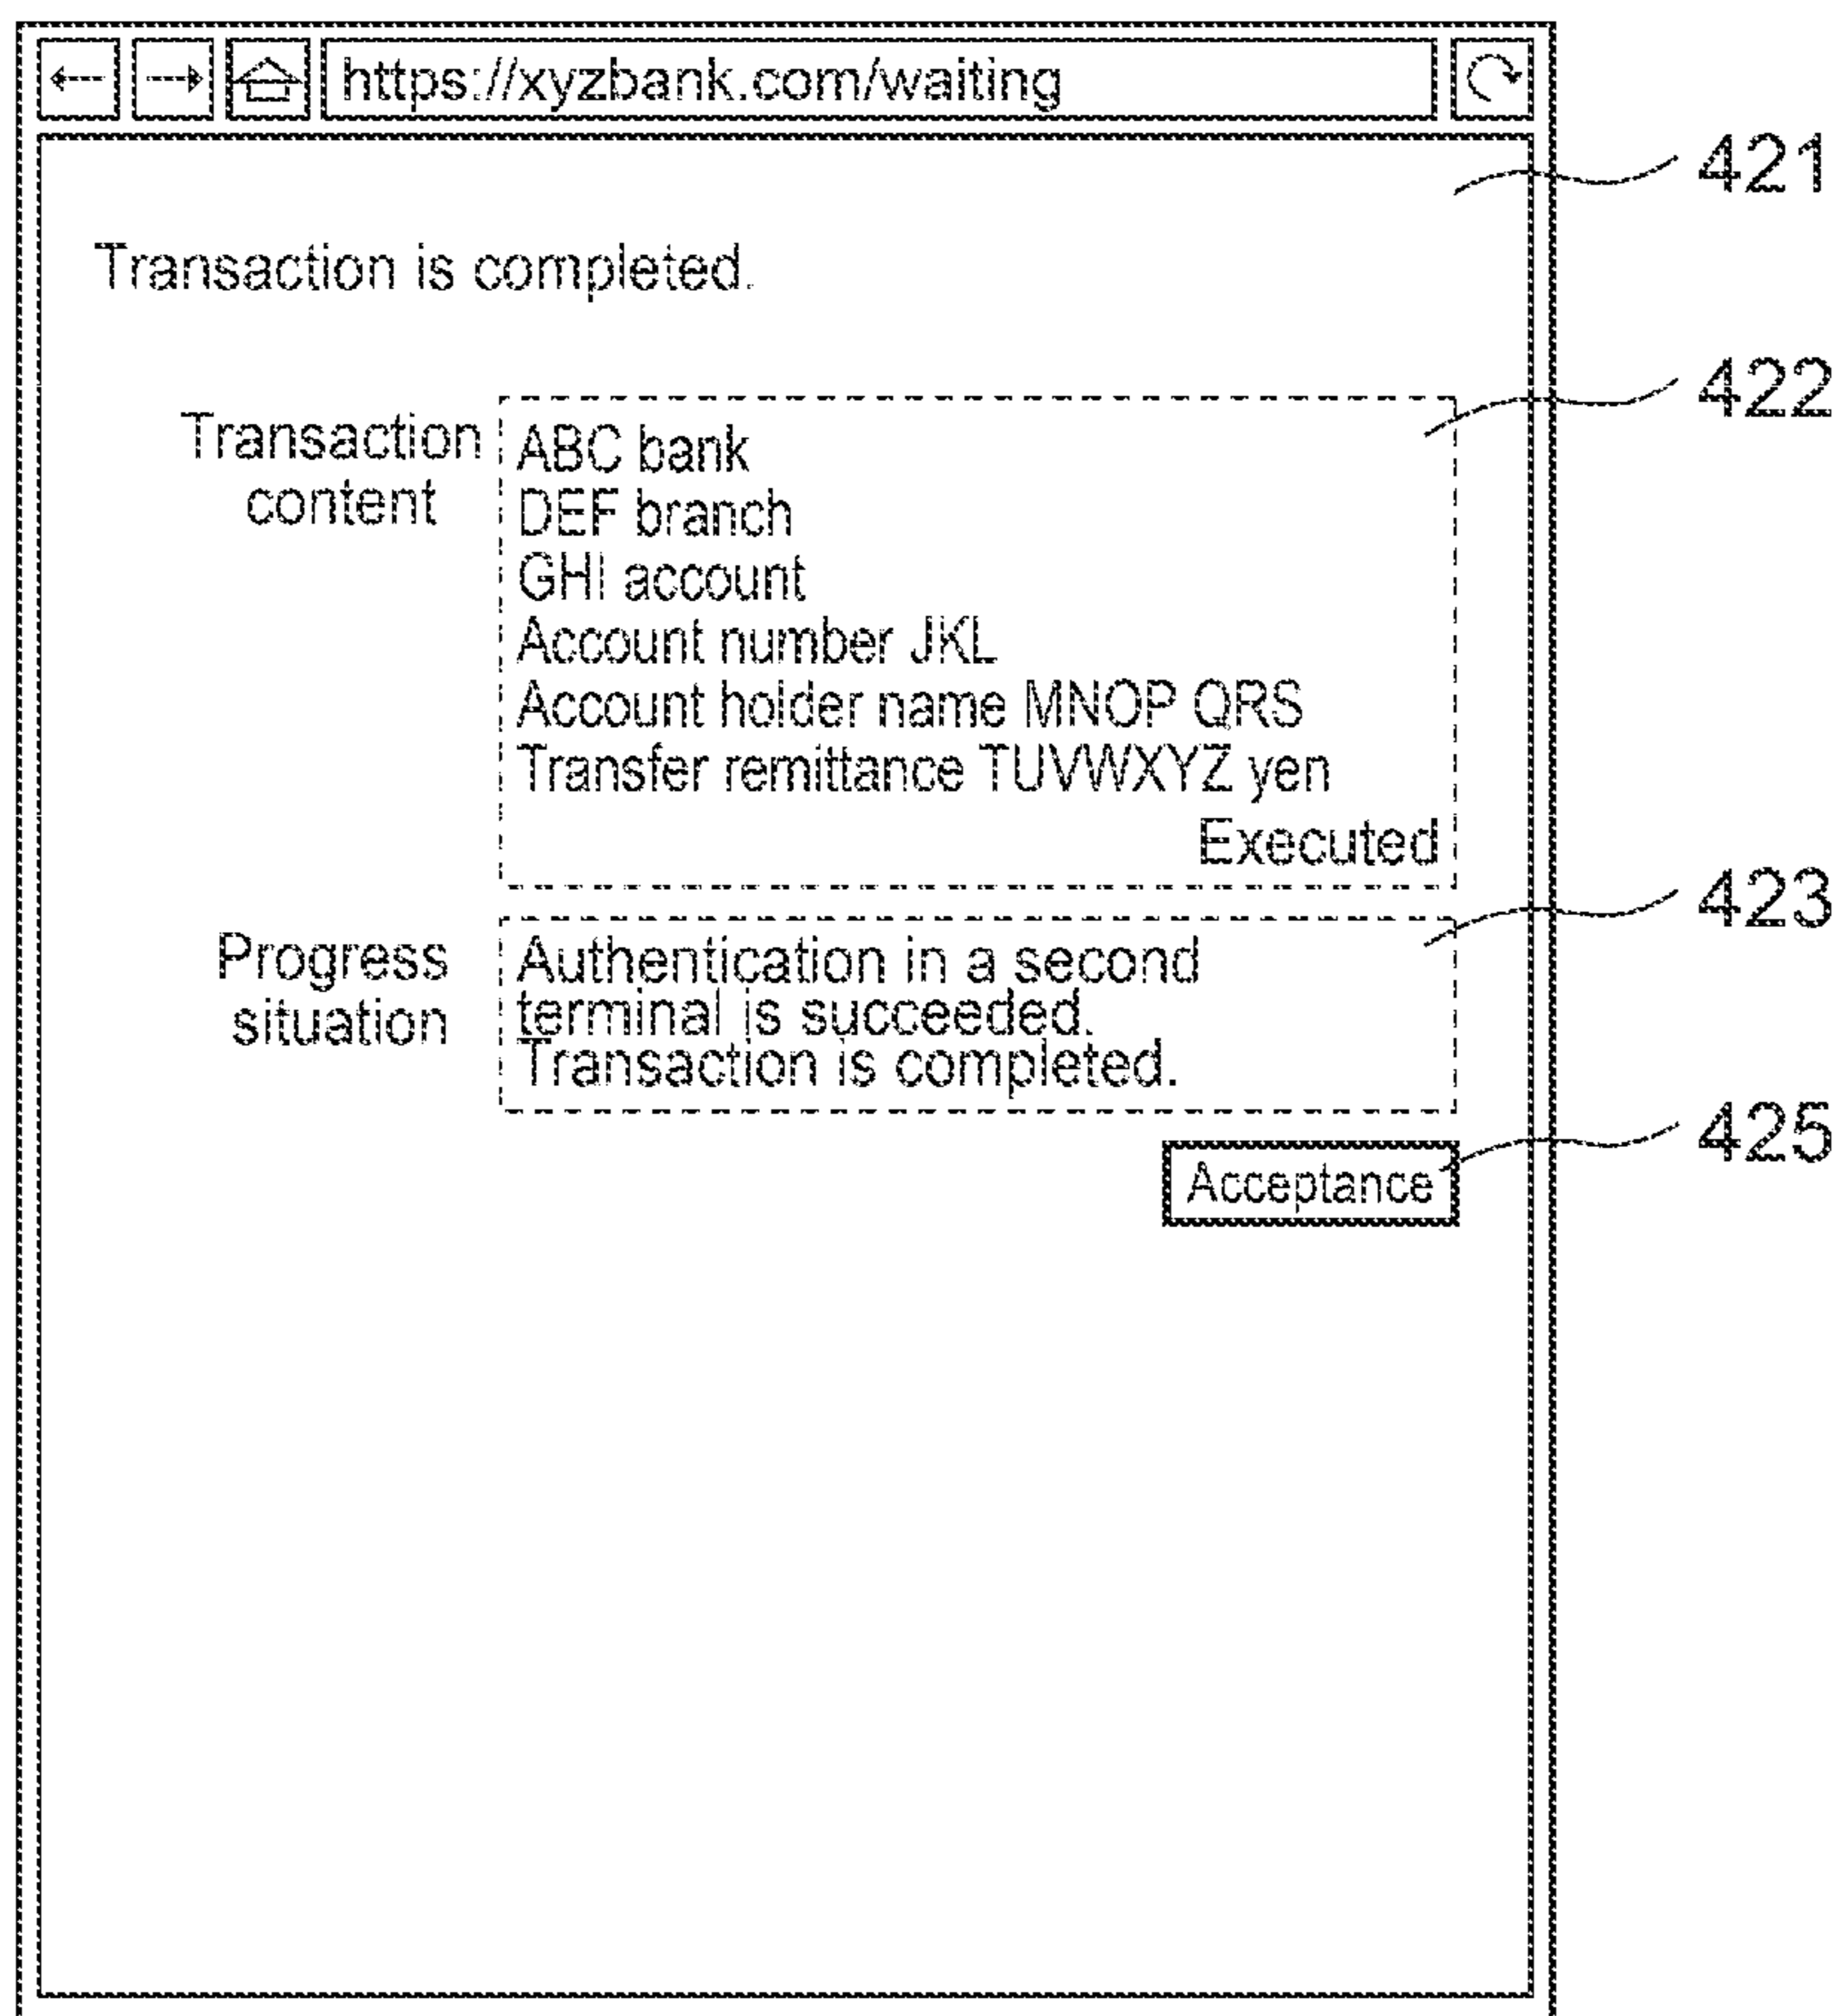 https://xyzbank.com/waiting
421
Transaction is completed.
422
Transaction
content
ABC bank
DEF branch
GHI account
Account number JKL
Account holder name MNOP QRS
Transfer remittance TUVWXYZ yen
Executed
423
Progress
situation
Authentication in a second
terminal is succeeded.
Transaction is completed.
425
Acceptance